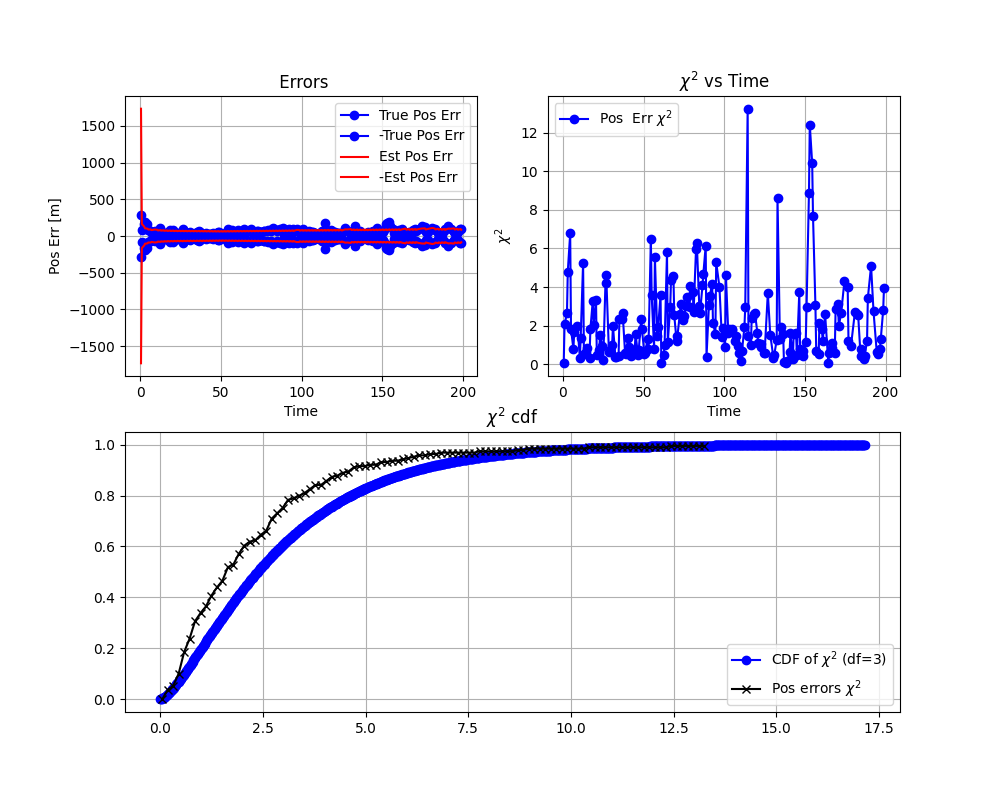 Errors
Pos Err [m]
1500
1000
500
0
−500
−1000
−1500
0 50 100 150 200
Time
True Pos Err
-True Pos Err
Est Pos Err
-Est Pos Err
χ² vs Time
χ²
12
10
8
6
4
2
0
0 50 100 150 200
Time
Pos Err χ²
χ² cdf
1.0
0.8
0.6
0.4
0.2
0.0
0.0 2.5 5.0 7.5 10.0 12.5 15.0 17.5
CDF of χ² (df=3)
Pos errors χ²